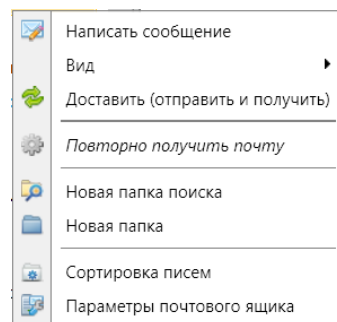 Написать сообщение
Вид
Доставить (отправить и получить)
Повторно получить почту
Новая папка поиска
Новая папка
Сортировка писем
Параметры почтового ящика